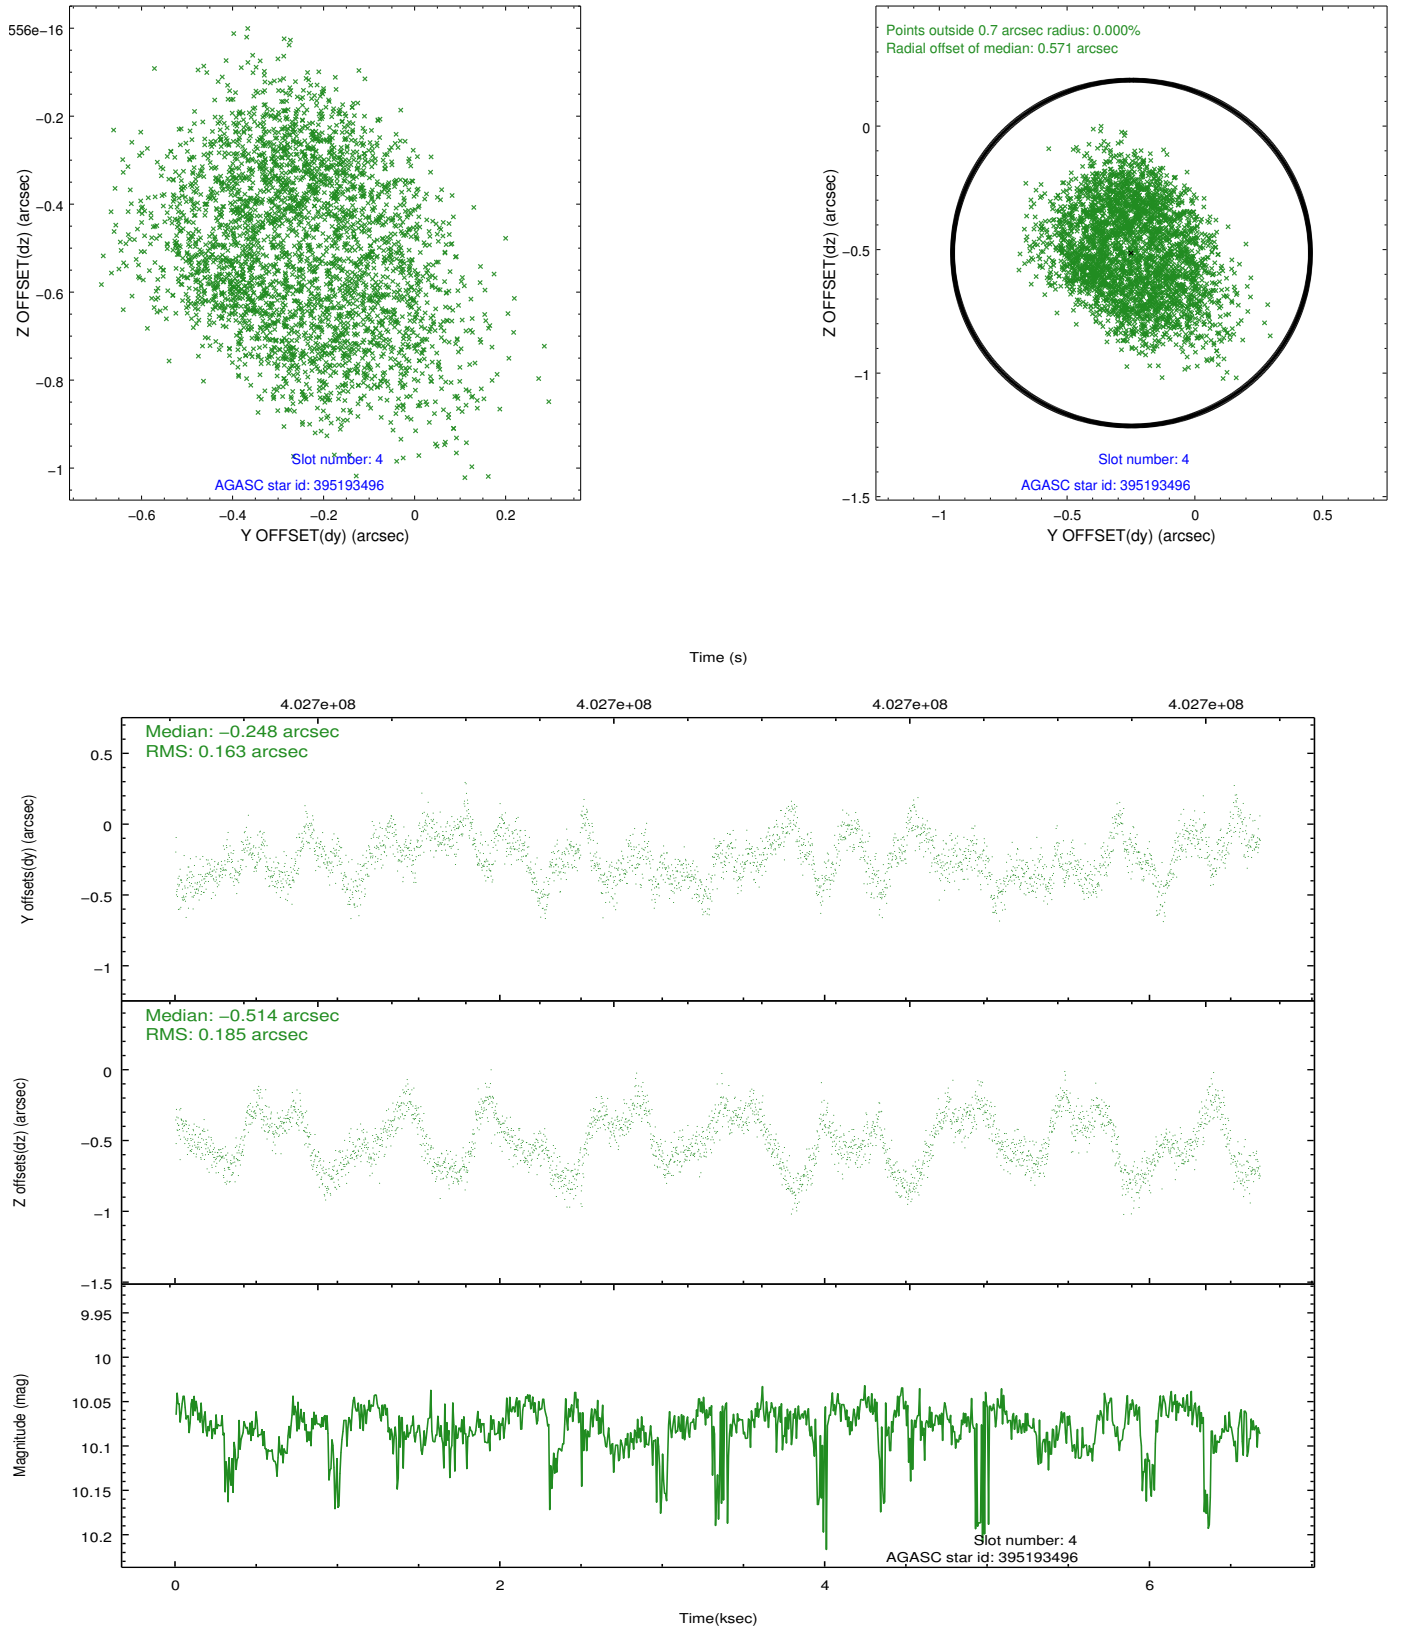 556e−16
−0.2
−0.4
−0.6
−0.8
−1
Z OFFSET(dz) (arcsec)
Slot number: 4
AGASC star id: 395193496
−0.6
−0.4
−0.2
0
0.2
Y OFFSET(dy) (arcsec)
Points outside 0.7 arcsec radius: 0.000%
Radial offset of median: 0.571 arcsec
0
−0.5
−1
−1.5
Z OFFSET(dz) (arcsec)
Slot number: 4
AGASC star id: 395193496
−1
−0.5
0
0.5
Y OFFSET(dy) (arcsec)
Time (s)
4.027e+08
4.027e+08
4.027e+08
4.027e+08
Median: −0.248 arcsec
RMS: 0.163 arcsec
0.5
0
−0.5
−1
Y offsets(dy) (arcsec)
Median: −0.514 arcsec
RMS: 0.185 arcsec
0
−0.5
−1
−1.5
Z offsets(dz) (arcsec)
9.95
10
10.05
10.1
10.15
10.2
Magnitude (mag)
Slot number: 4
AGASC star id: 395193496
0
2
4
6
Time(ksec)